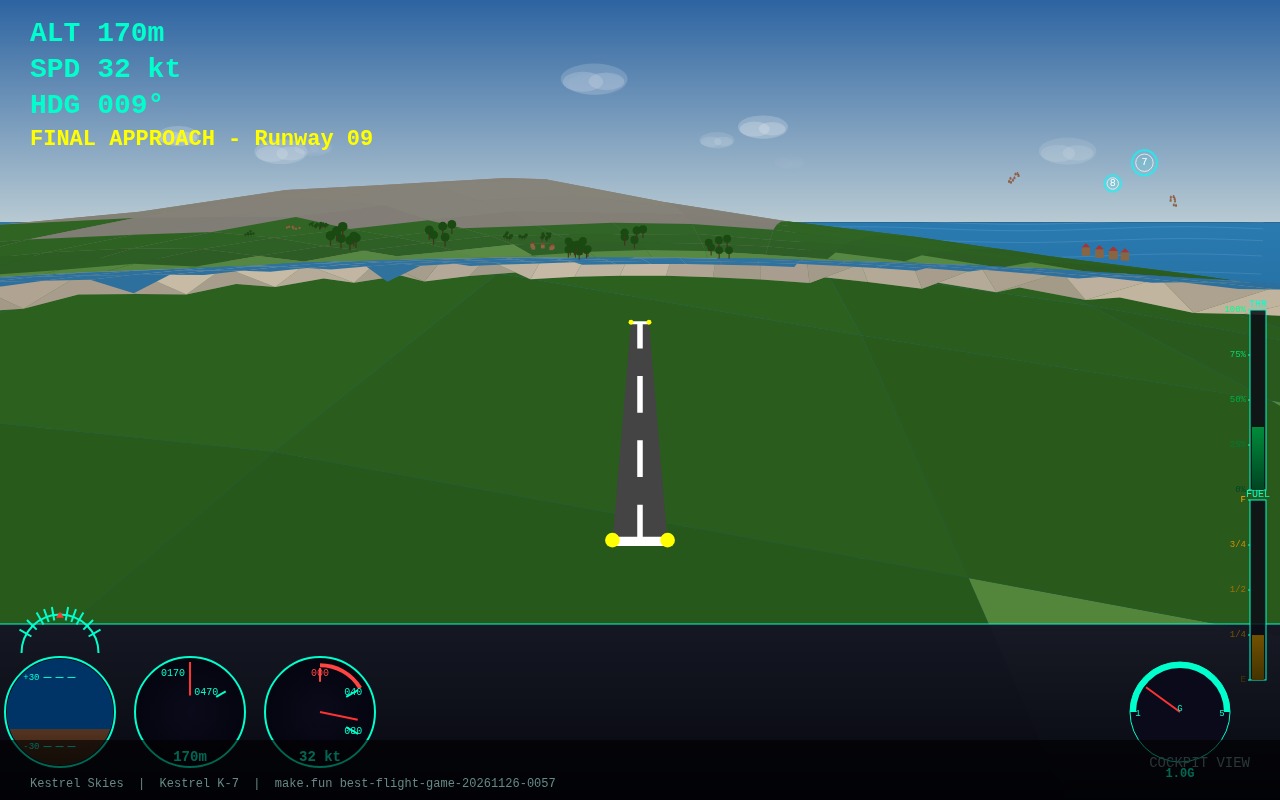 ALT 170m
SPD 32 kt
HDG 009°
FINAL APPROACH - Runway 09
7
8
100%
75%
50%
FUEL
F
3/4
1/2
1/4
E
+30
-30
0170
0470
170m
000
040
080
32 kt
G
1
5
COCKPIT VIEW
1.0G
Kestrel Skies | Kestrel K-7 | make.fun best-flight-game-20261126-0057